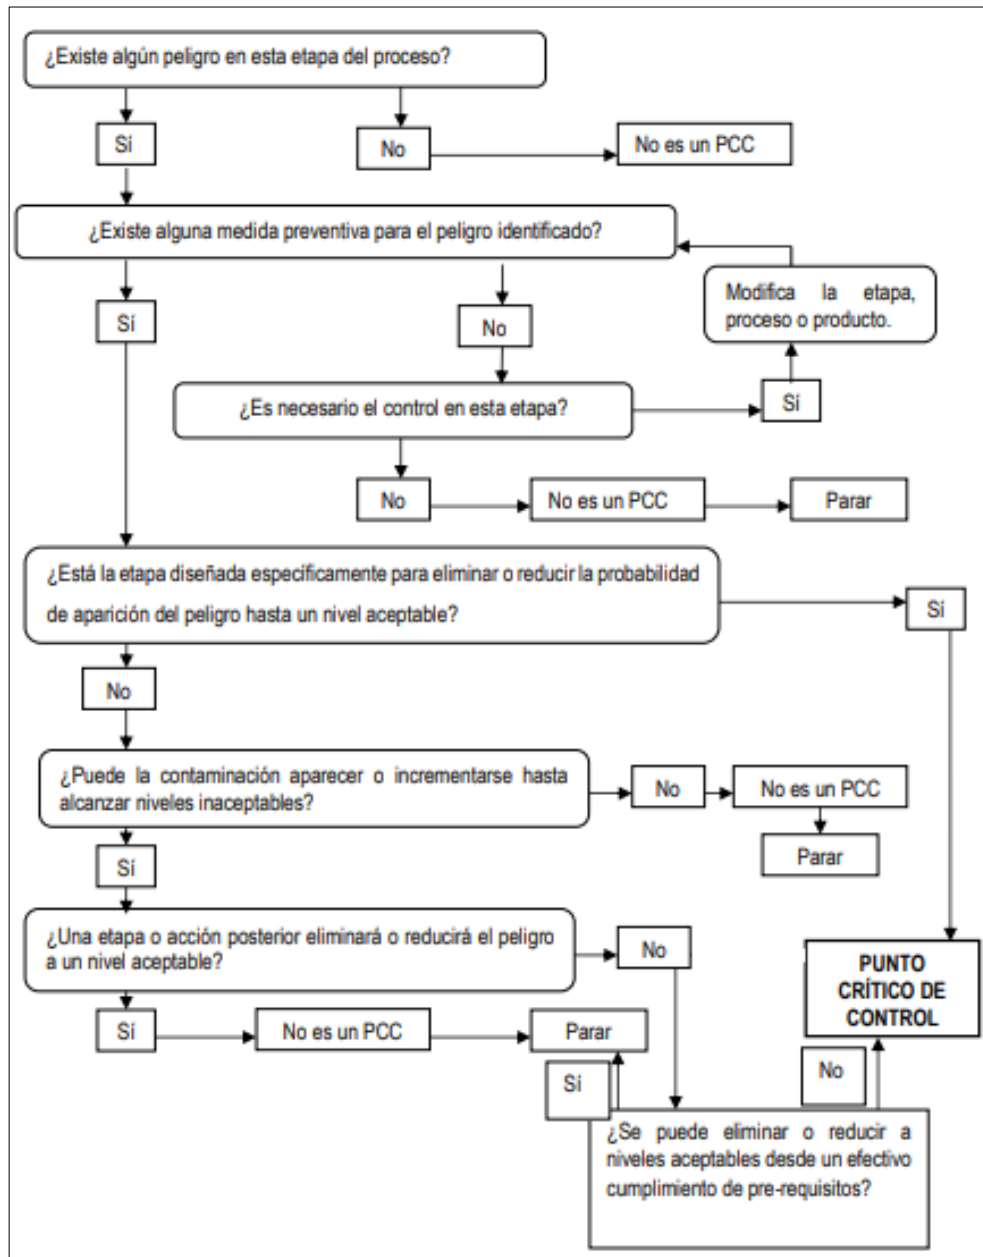 ¿Existe algún peligro en esta etapa del proceso?
Sí
No
No es un PCC
¿Existe alguna medida preventiva para el peligro identificado?
Sí
No
Modifica la etapa,
proceso o producto.
¿Es necesario el control en esta etapa?
Sí
No
No es un PCC
Parar
¿Está la etapa diseñada específicamente para eliminar o reducir la probabilidad
de aparición del peligro hasta un nivel aceptable?
Sí
No
¿Puede la contaminación aparecer o incrementarse hasta
alcanzar niveles inaceptables?
No
No es un PCC
Parar
Sí
¿Una etapa o acción posterior eliminará o reducirá el peligro
a un nivel aceptable?
No
PUNTO
CRÍTICO DE
CONTROL
Sí
No es un PCC
Parar
Sí
No
¿Se puede eliminar o reducir a
niveles aceptables desde un efectivo
cumplimiento de pre-requisitos?